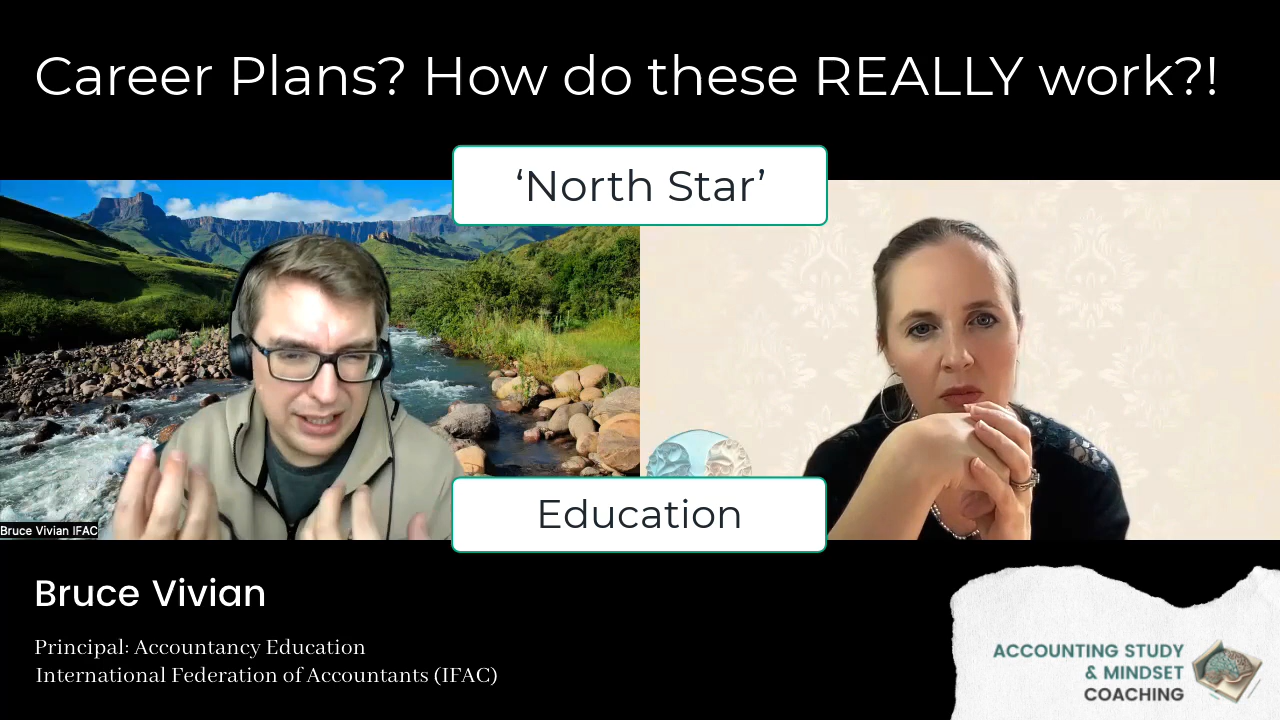 Career Plans? How do these REALLY work?!
‘North Star’
Bruce Vivian IFAC
Education
Bruce Vivian
Principal: Accountancy Education
International Federation of Accountants (IFAC)
ACCOUNTING STUDY
& MINDSET
COACHING